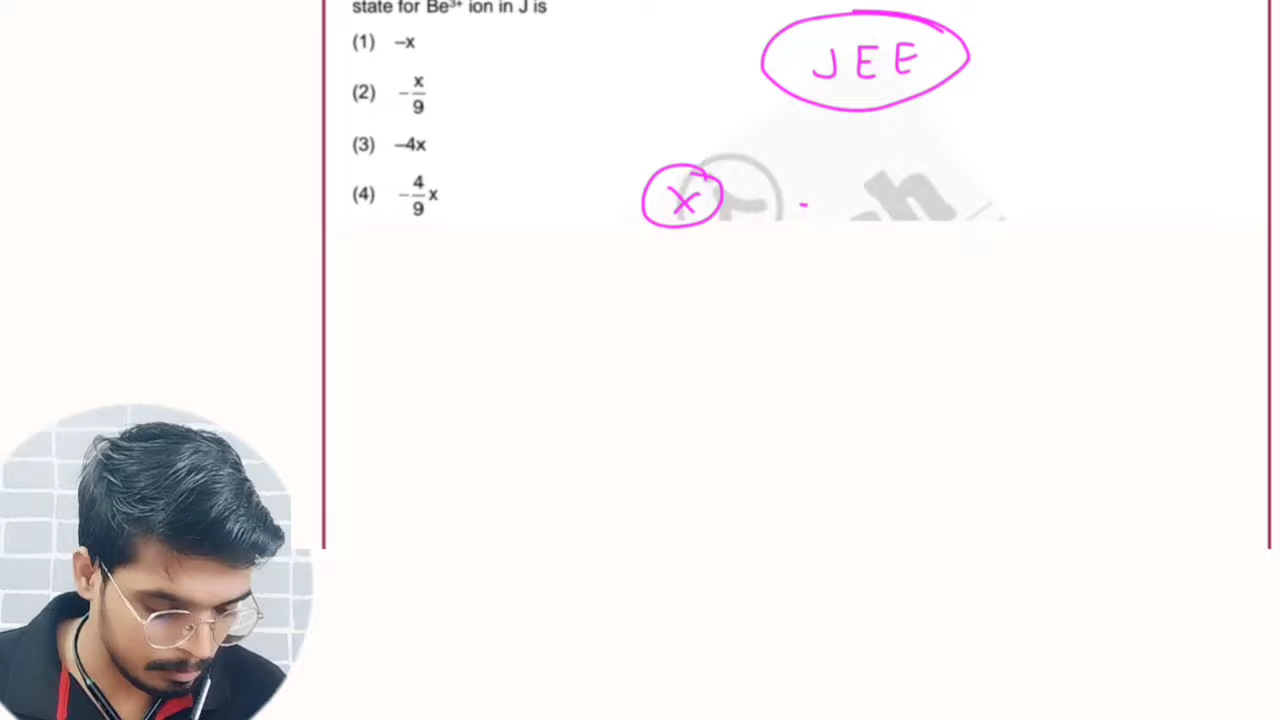 state for Be³⁺ ion in J is
(1) –x
(2) –x/9
(3) –4x
(4) –4/9 x
JEE
x